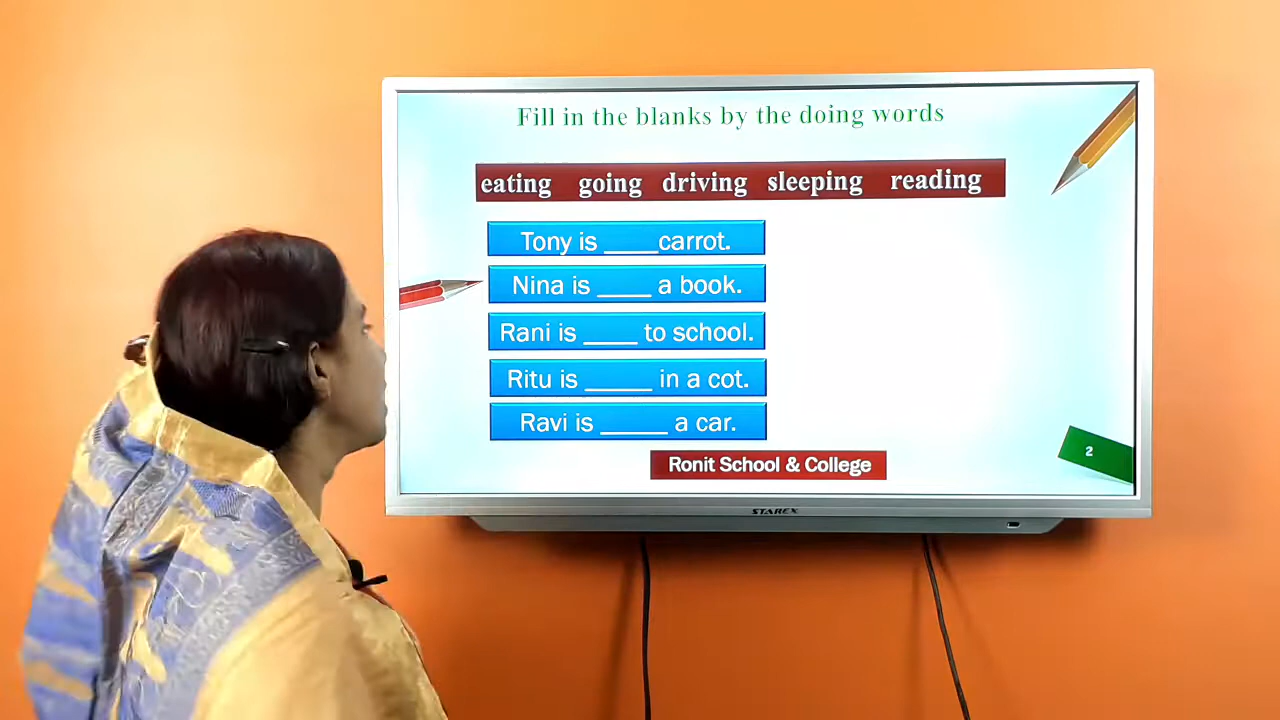 Fill in the blanks by the doing words
eating going driving sleeping reading
Tony is ____carrot.
Nina is ____ a book.
Rani is ____ to school.
Ritu is _____ in a cot.
Ravi is _____ a car.
Ronit School & College
2
STAREX